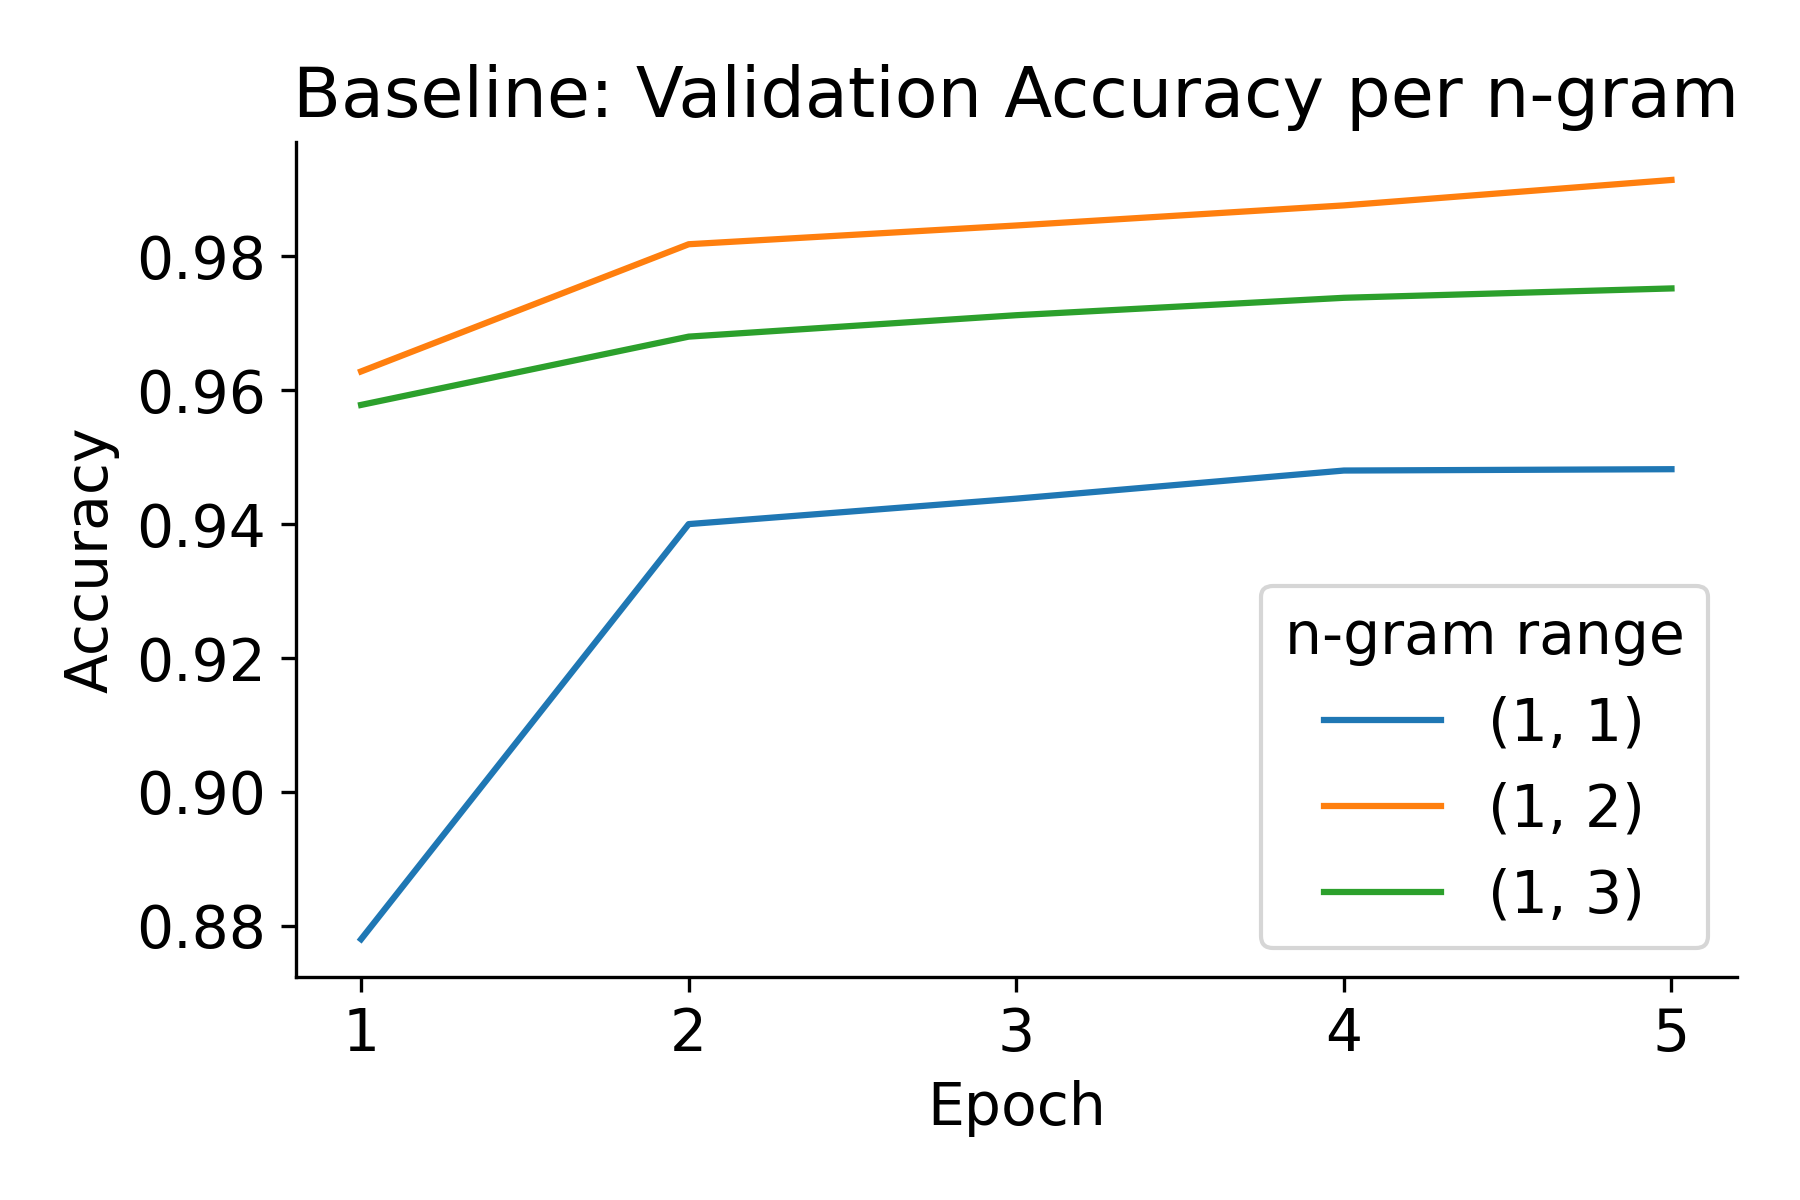 Baseline: Validation Accuracy per n-gram
Accuracy
0.98
0.96
0.94
0.92
0.90
0.88
n-gram range
(1, 1)
(1, 2)
(1, 3)
1 2 3 4 5
Epoch